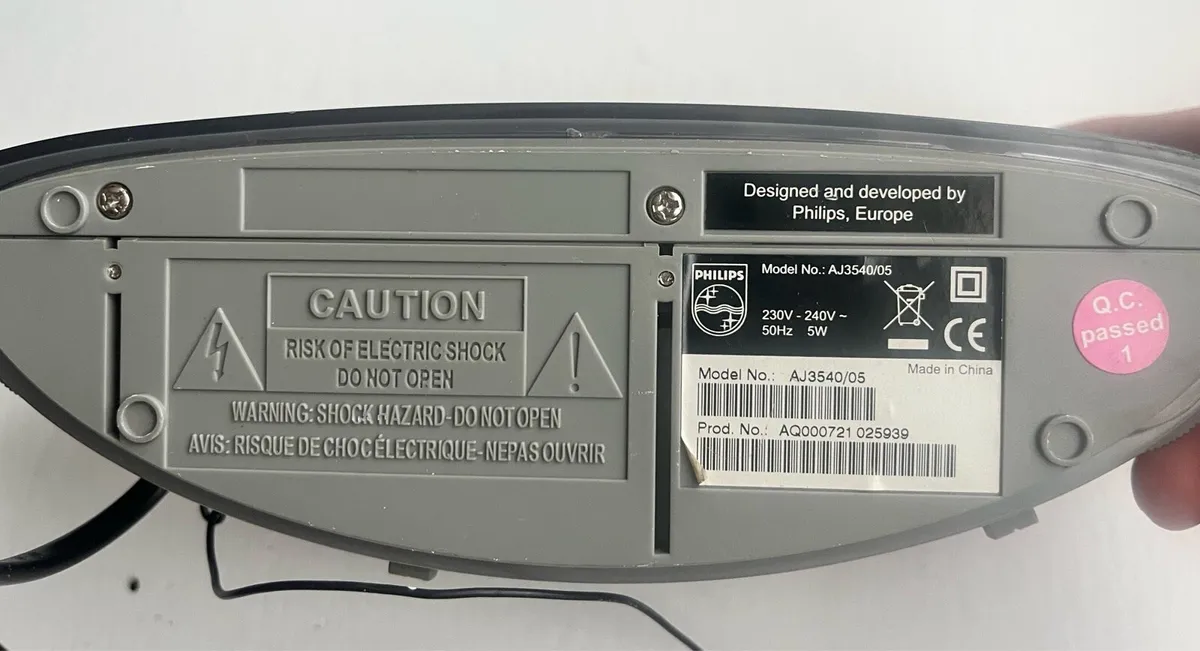 Designed and developed by
Philips, Europe
CAUTION
RISK OF ELECTRIC SHOCK
DO NOT OPEN
WARNING: SHOCK HAZARD-DO NOT OPEN
AVIS: RISQUE DE CHOC ÉLECTRIQUE-NE PAS OUVRIR
PHILIPS
Model No.: AJ3540/05
230V - 240V ~
50Hz 5W
CE
Made in China
Model No.: AJ3540/05
Prod. No.: AQ000721 025939
Q.C.
passed
1